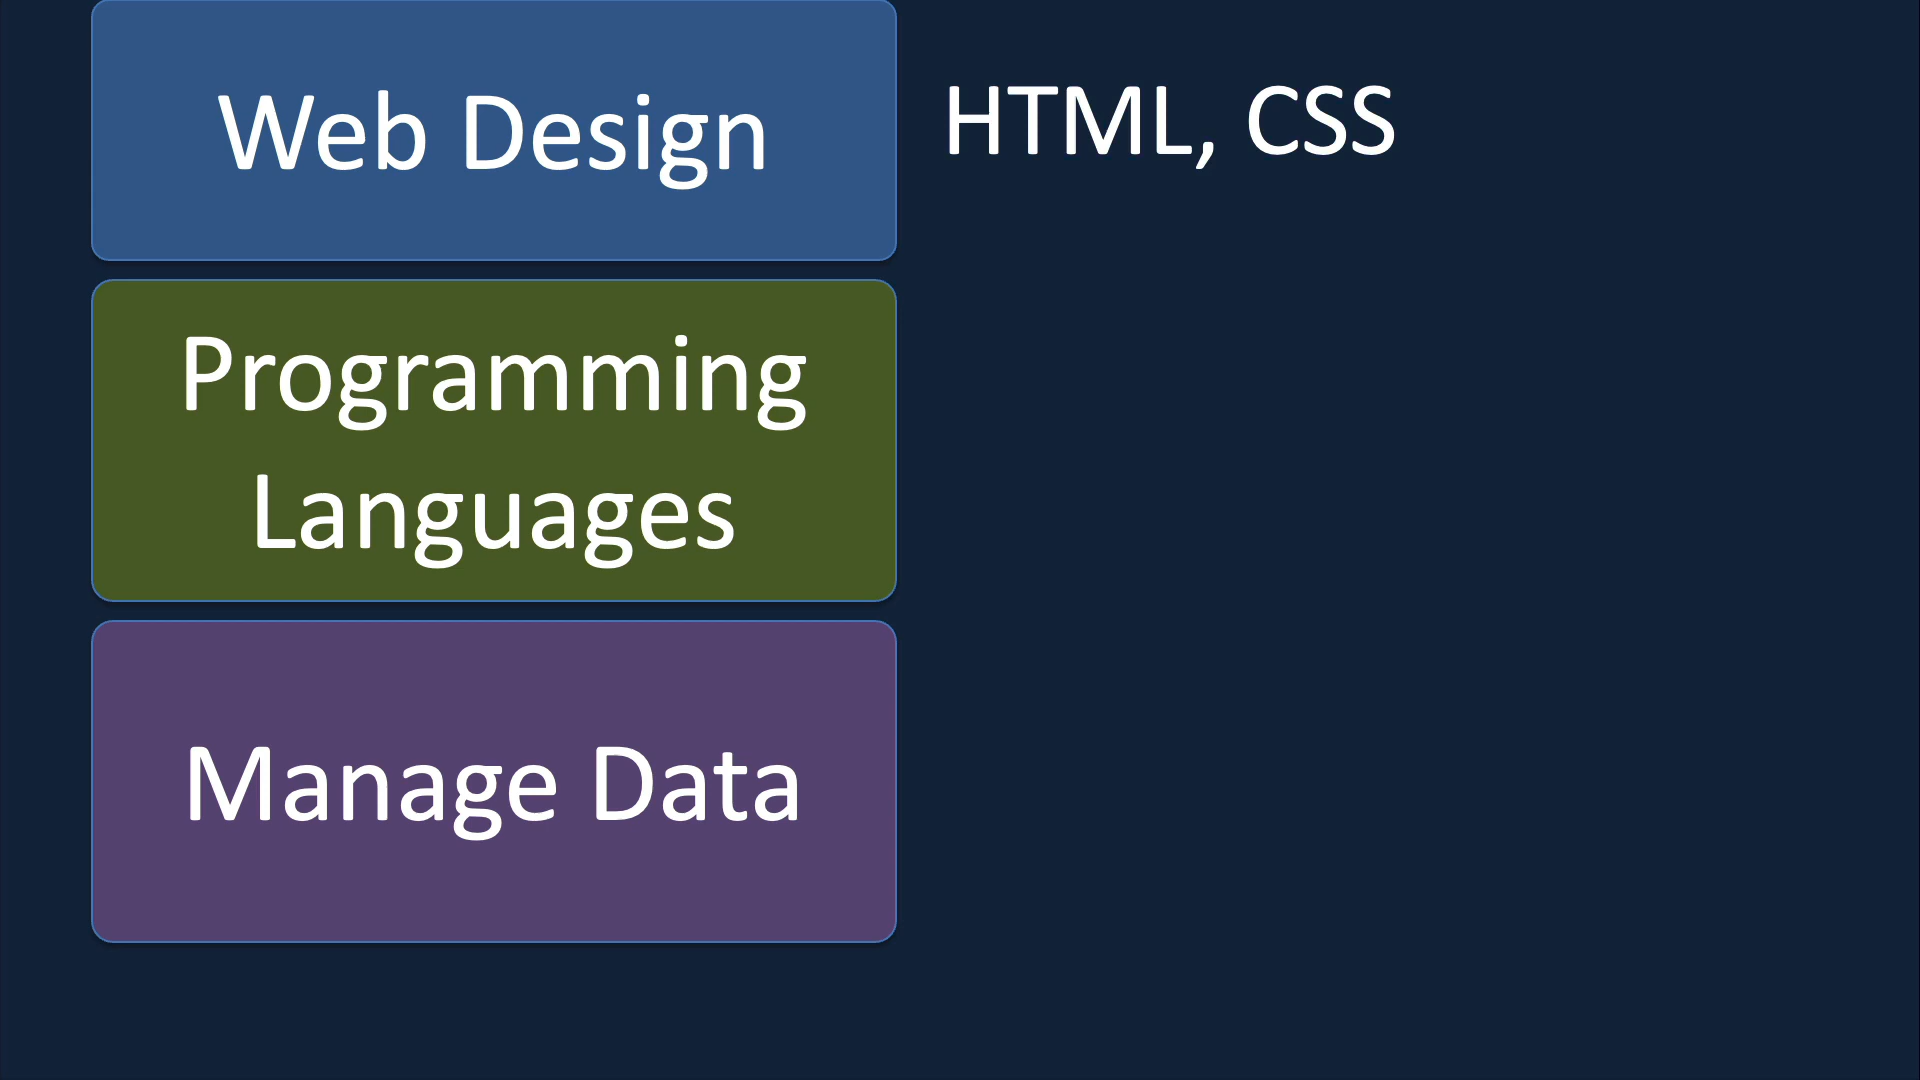 Web Design
HTML, CSS
Programming
Languages
Manage Data